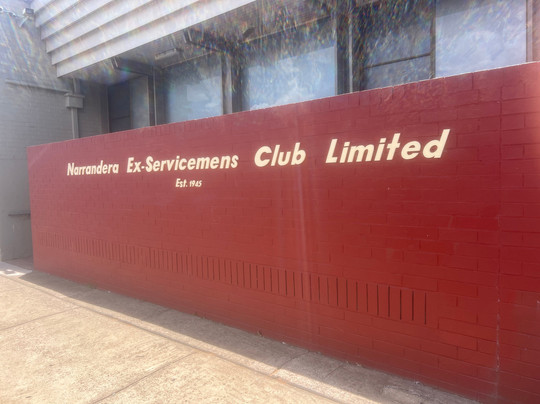 Narrandera Ex-Servicemens Club Limited
Est. 1945